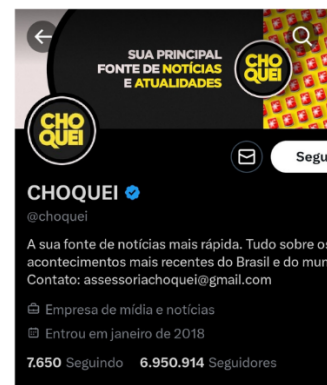 SUA PRINCIPAL
FONTE DE NOTÍCIAS
E ATUALIDADES
CHO
QUEI
CHO
QUEI
Segu
CHOQUEI
@choquei
A sua fonte de notícias mais rápida. Tudo sobre os
acontecimentos mais recentes do Brasil e do mun
Contato: assessoriachoquei@gmail.com
Empresa de mídia e notícias
Entrou em janeiro de 2018
7.650 Seguindo 6.950.914 Seguidores